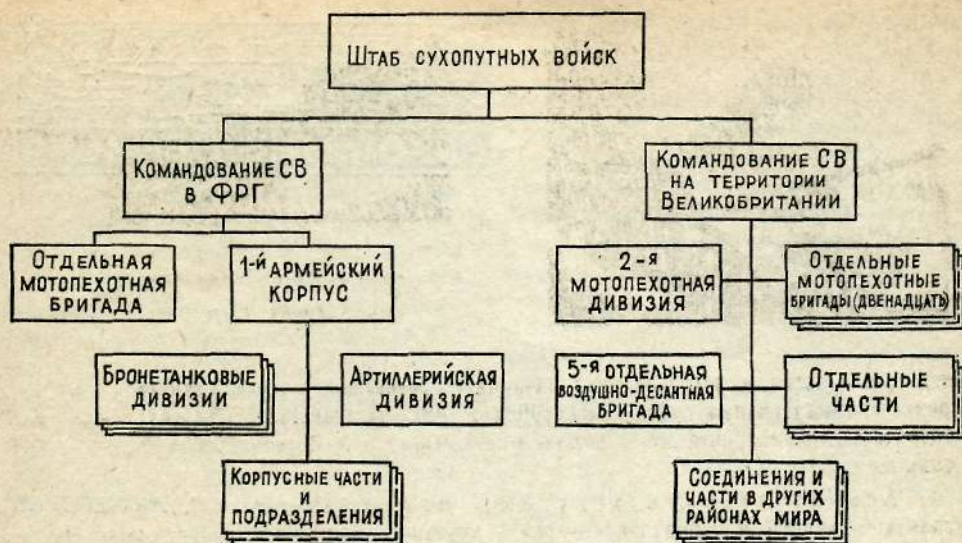 Штаб сухопутных войск
Командование СВ
в ФРГ
Командование СВ
на территории
Великобритании
Отдельная
мотопехотная
бригада
1-й армейский
корпус
2-я
мотопехотная
дивизия
Отдельные
мотопехотные
бригады (двенадцать)
Бронетанковые
дивизии
Артиллерийская
дивизия
5-я отдельная
воздушно-десантная
бригада
Отдельные
части
Корпусные части
и
подразделения
Соединения и
части в других
районах мира